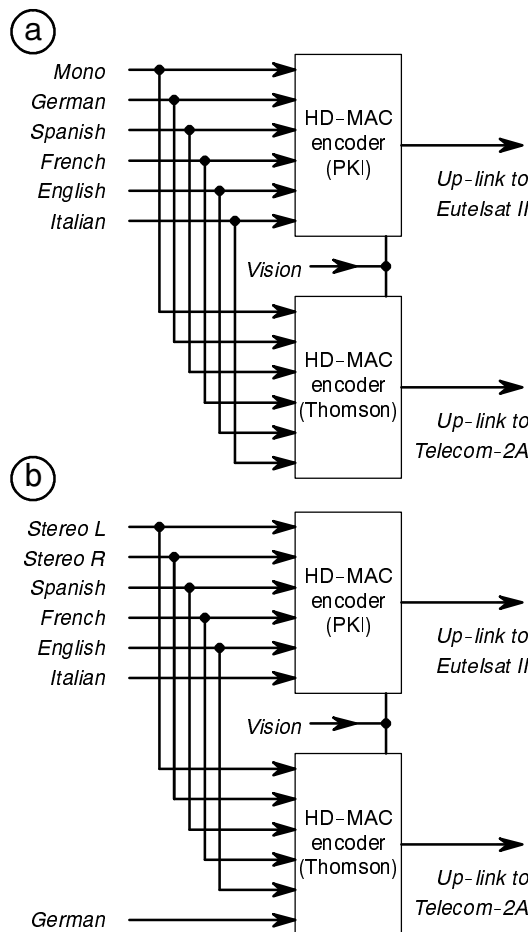 a
Mono
German
Spanish
French
English
Italian
HD-MAC
encoder
(PKI)
Up-link to
Eutelsat II
Vision
HD-MAC
encoder
(Thomson)
Up-link to
Telecom-2A
b
Stereo L
Stereo R
Spanish
French
English
Italian
HD-MAC
encoder
(PKI)
Up-link to
Eutelsat II
Vision
HD-MAC
encoder
(Thomson)
Up-link to
Telecom-2A
German